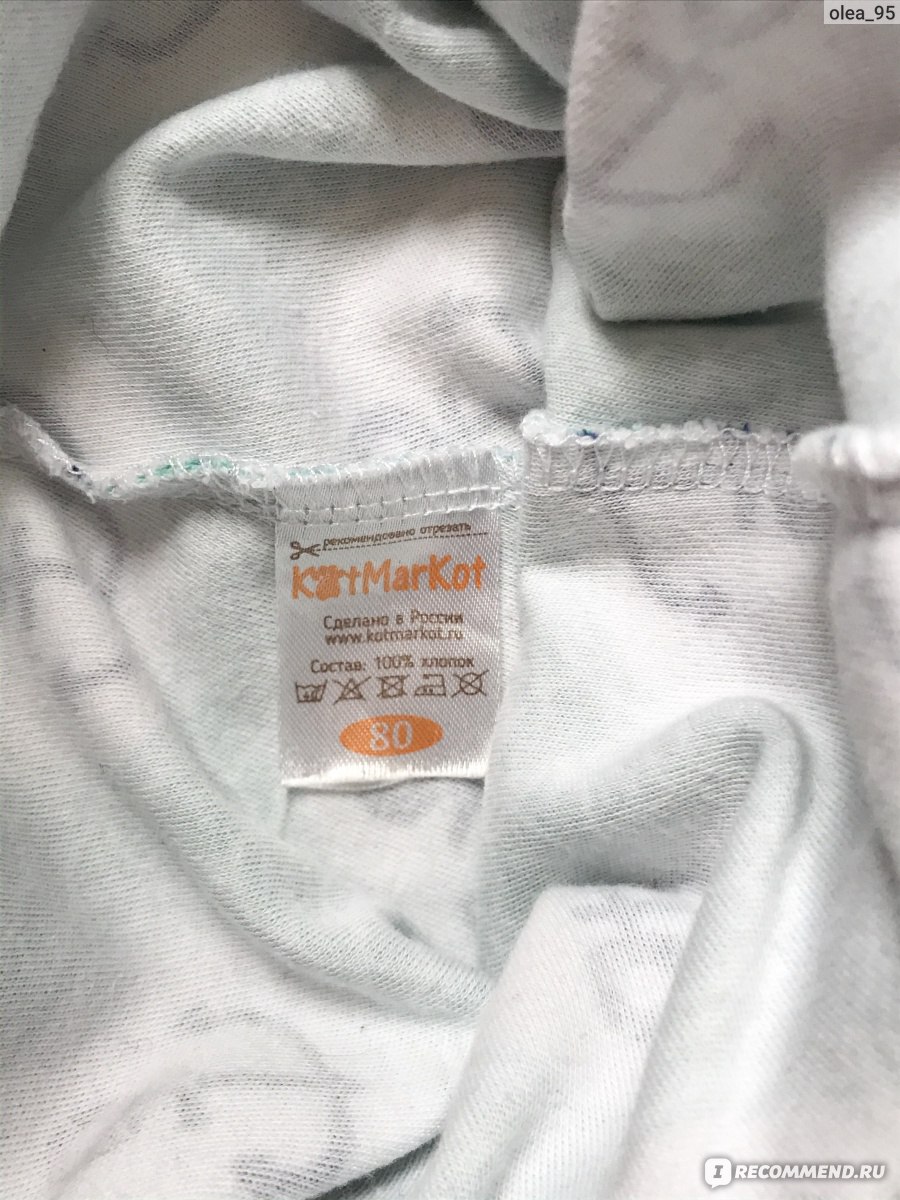 olea_95
рекомендовано отрезать
KotMarKot
Сделано в России
www.kotmarkot.ru
Состав: 100% хлопок
80
IRECOMMEND.RU